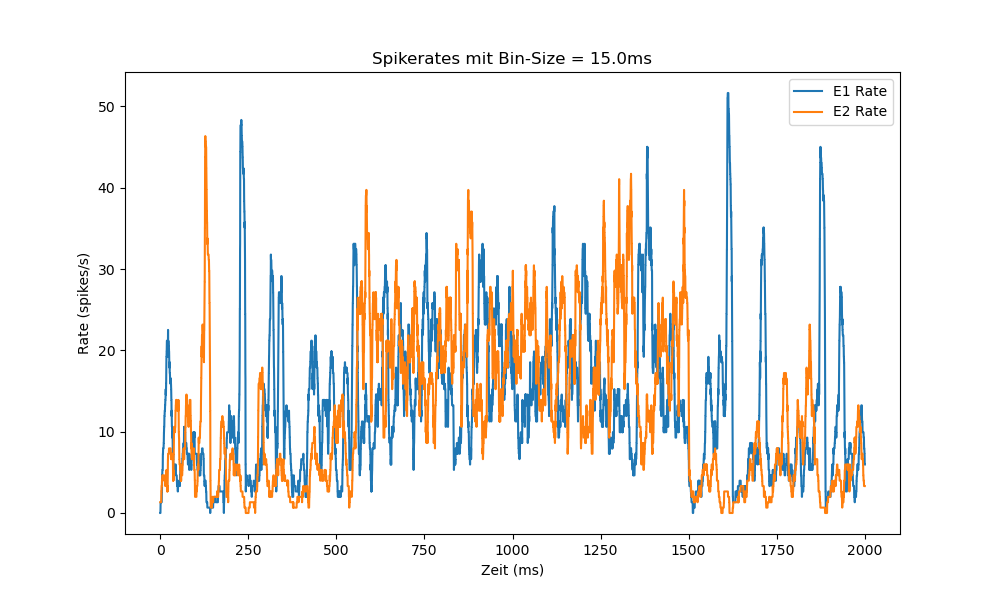 Spikerates mit Bin-Size = 15.0ms
E1 Rate
E2 Rate
50
40
30
20
10
0
Rate (spikes/s)
0 250 500 750 1000 1250 1500 1750 2000
Zeit (ms)